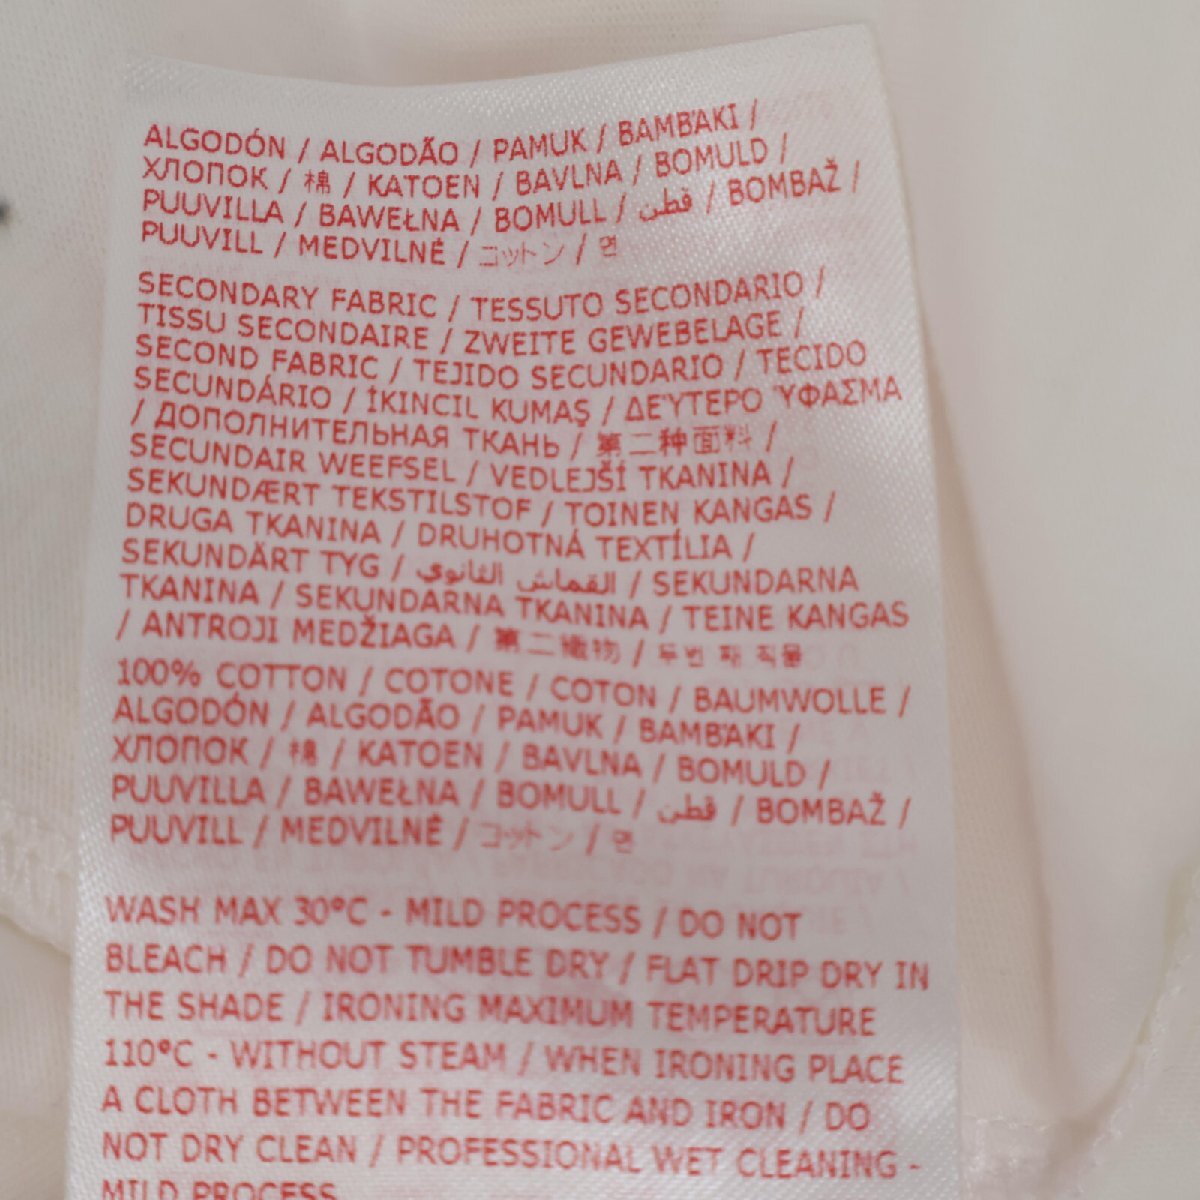 ALGODÓN / ALGODÃO / PAMUK / BAMBΆKI /
ХЛОПОК / 棉 / KATOEN / BAVLNA / BOMULD /
PUUVILLA / BAWEŁNA / BOMULL / قطن / BOMBAŽ /
PUUVILL / MEDVILNĖ / コットン / 면
SECONDARY FABRIC / TESSUTO SECONDARIO /
TISSU SECONDAIRE / ZWEITE GEWEBELAGE /
SECOND FABRIC / TEJIDO SECUNDARIO / TECIDO
SECUNDÁRIO / İKINCIL KUMAŞ / ΔΕΎΤΕΡΟ ΎΦΑΣΜΑ
/ ДОПОЛНИТЕЛЬНАЯ ТКАНЬ / 第二种面料 /
SECUNDAIR WEEFSEL / VEDLEJŠÍ TKANINA /
SEKUNDÆRT TEKSTILSTOF / TOINEN KANGAS /
DRUGA TKANINA / DRUHOTNÁ TEXTÍLIA /
SEKUNDÄRT TYG / القماش الثانوي / SEKUNDARNA
TKANINA / SEKUNDARNA TKANINA / TEINE KANGAS
/ ANTROJI MEDŽIAGA / 第二織物 / 두번 째 직물
100% COTTON / COTONE / COTON / BAUMWOLLE /
ALGODÓN / ALGODÃO / PAMUK / BAMBΆKI /
ХЛОПОК / 棉 / KATOEN / BAVLNA / BOMULD /
PUUVILLA / BAWEŁNA / BOMULL / قطن / BOMBAŽ /
PUUVILL / MEDVILNĖ / コットン / 면
WASH MAX 30°C - MILD PROCESS / DO NOT
BLEACH / DO NOT TUMBLE DRY / FLAT DRIP DRY IN
THE SHADE / IRONING MAXIMUM TEMPERATURE
110°C - WITHOUT STEAM / WHEN IRONING PLACE
A CLOTH BETWEEN THE FABRIC AND IRON / DO
NOT DRY CLEAN / PROFESSIONAL WET CLEANING -
MILD PROCESS